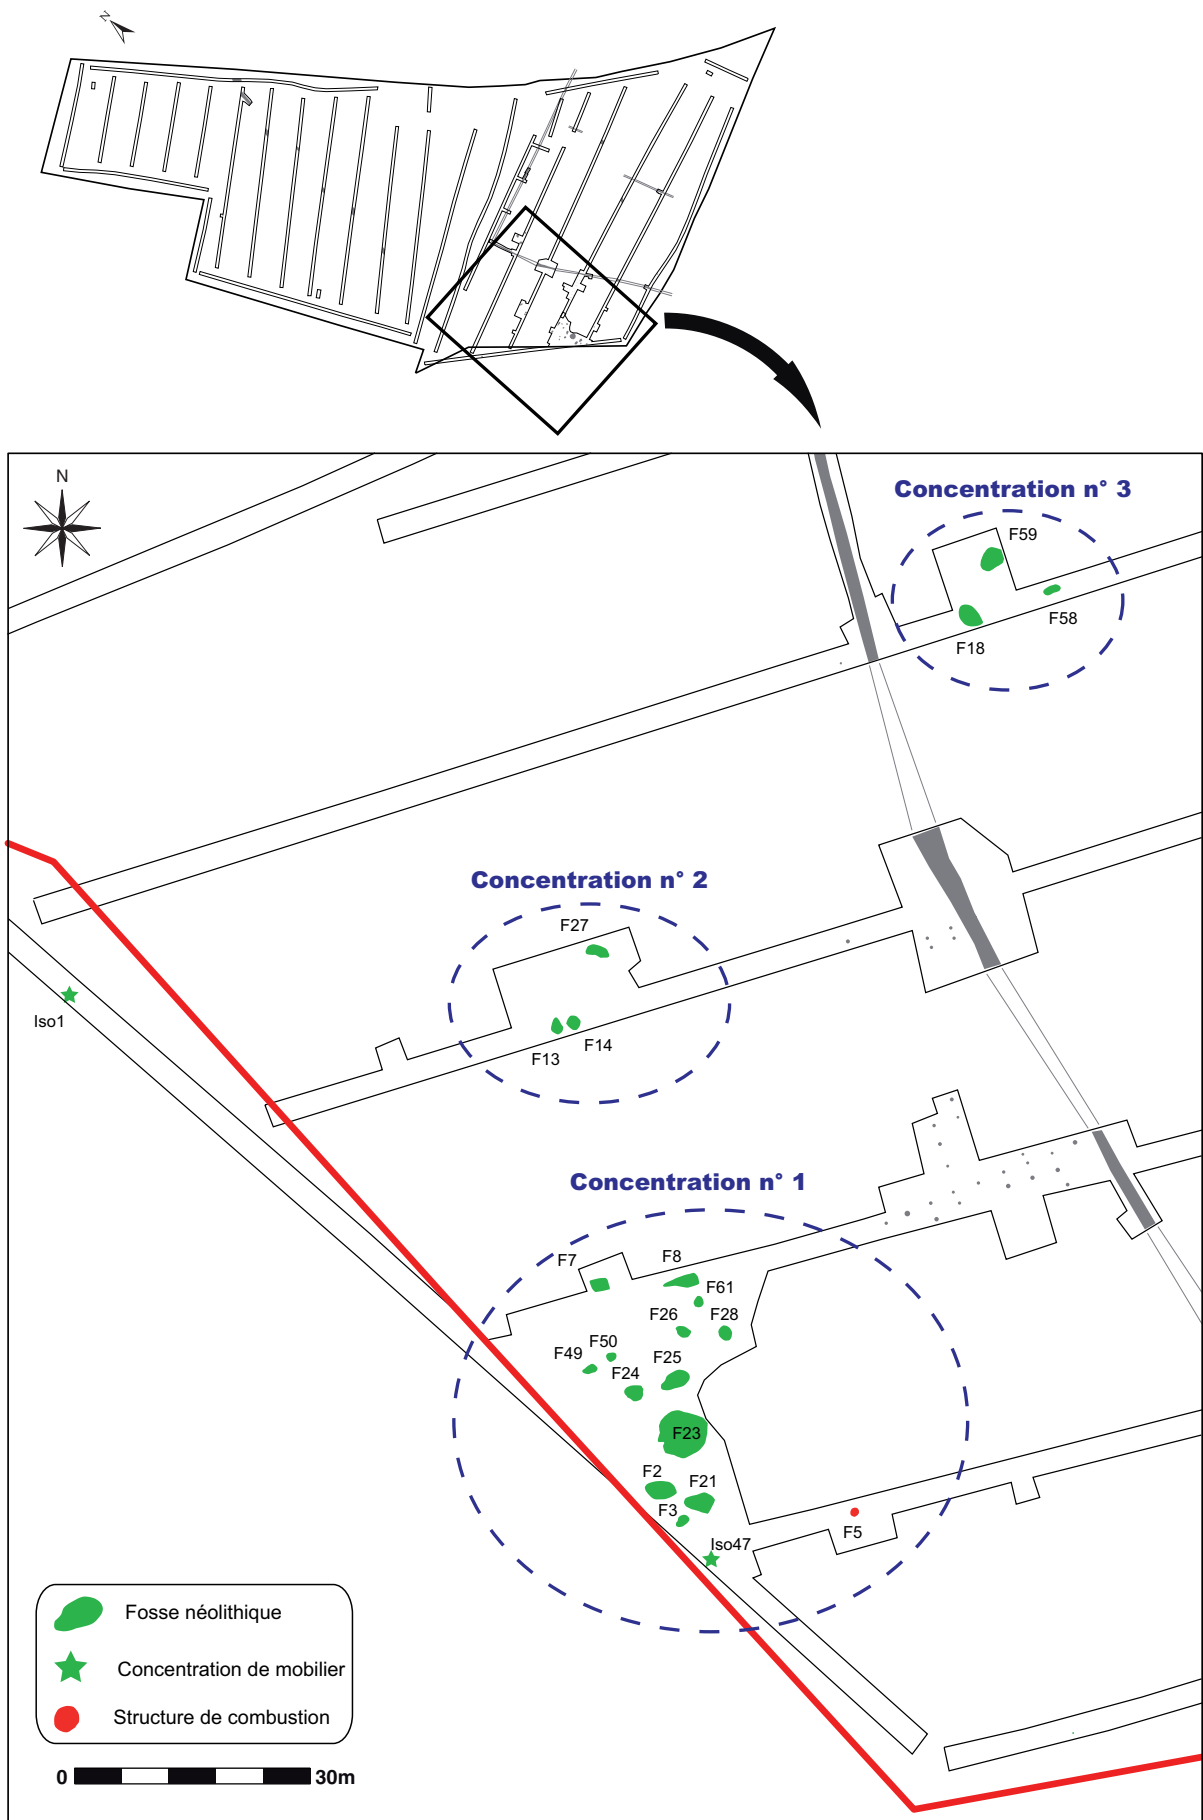 N
N
Concentration n° 3
F59
F58
F18
Concentration n° 2
F27
Iso1
F14
F13
Concentration n° 1
F7
F8
F61
F26
F28
F50
F49
F25
F24
F23
F2
F21
F3
F5
Iso47
Fosse néolithique
Concentration de mobilier
Structure de combustion
0 30m